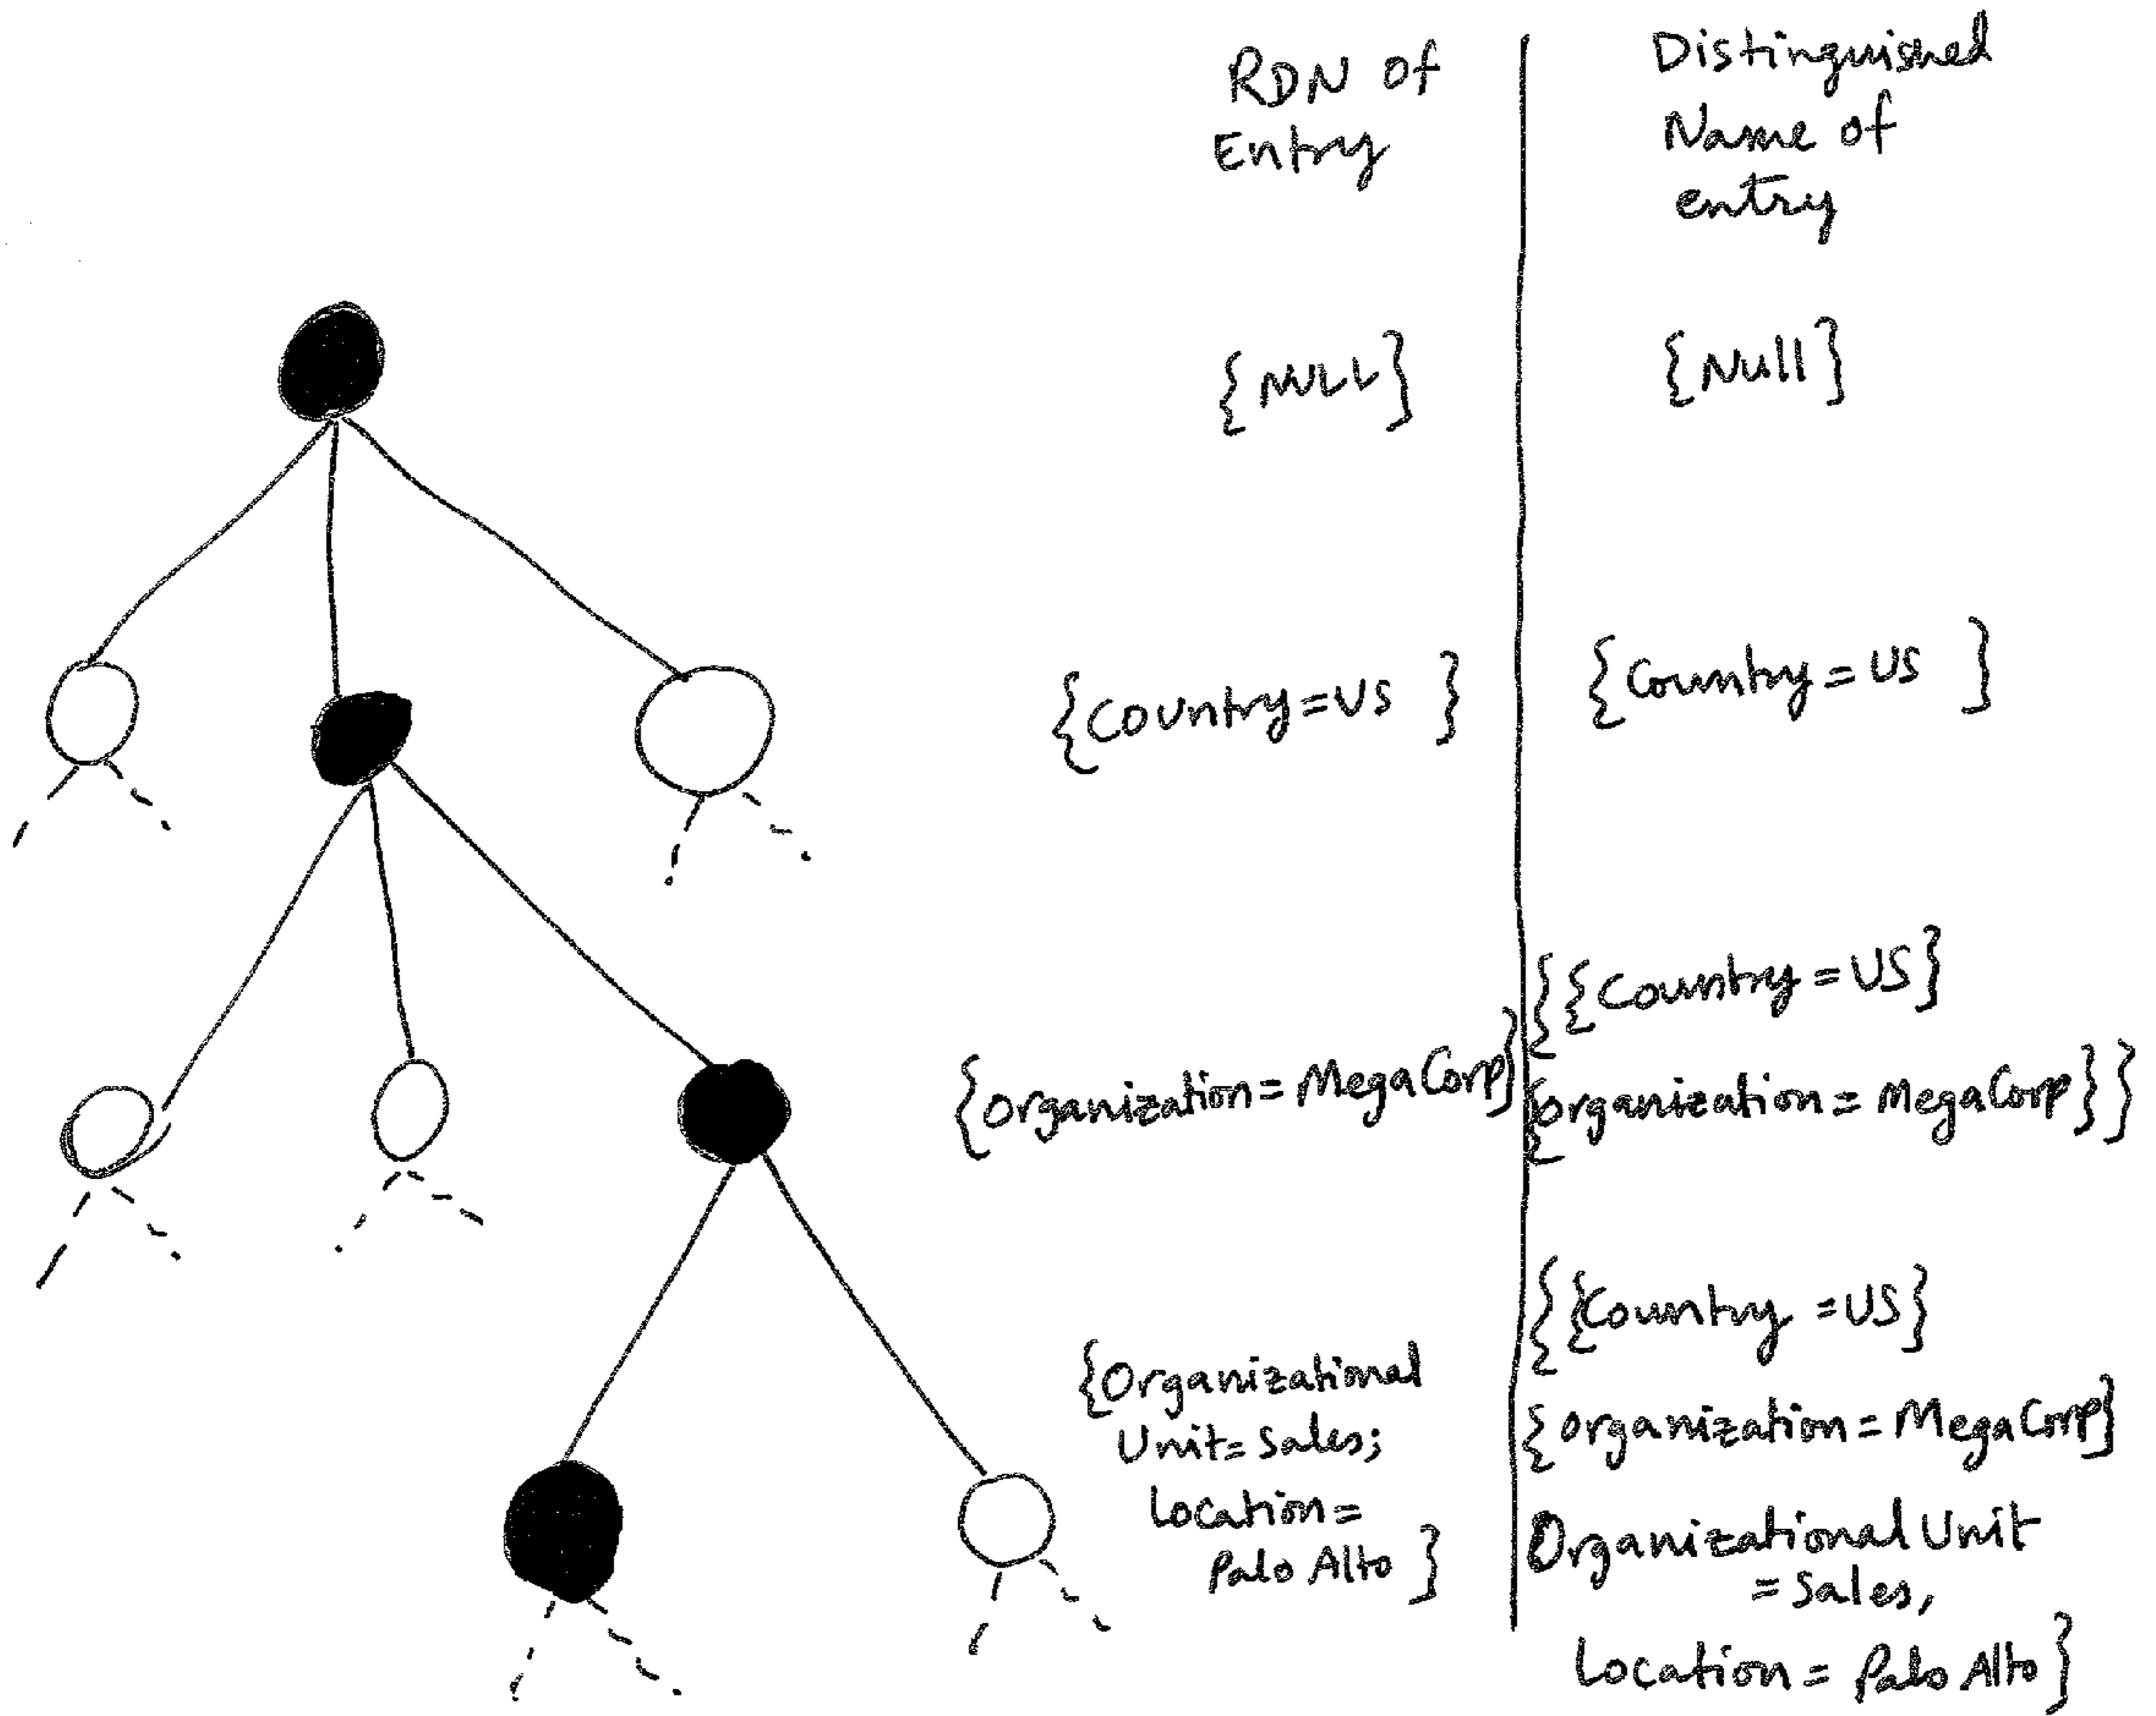 RDN of
Entry
Distinguished
Name of
entry
{NULL}
{Null}
{Country=US }
{Country=US }
{Organization=MegaCorp}
{{Country=US}
{Organization=MegaCorp}}
{Organizational
Unit=Sales;
Location=
Palo Alto }
{{Country =US}
{Organization=MegaCorp}
Organizational Unit
=Sales,
Location= Palo Alto }